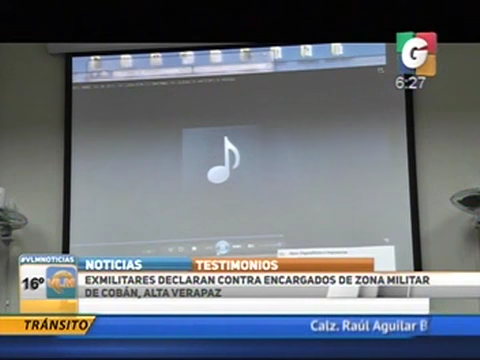 G
6:27
#VLMNOTICIAS
NOTICIAS
TESTIMONIOS
16°
VLM
EXMILITARES DECLARAN CONTRA ENCARGADOS DE ZONA MILITAR
DE COBÁN, ALTA VERAPAZ
TRÁNSITO
Calz. Raúl Aguilar B